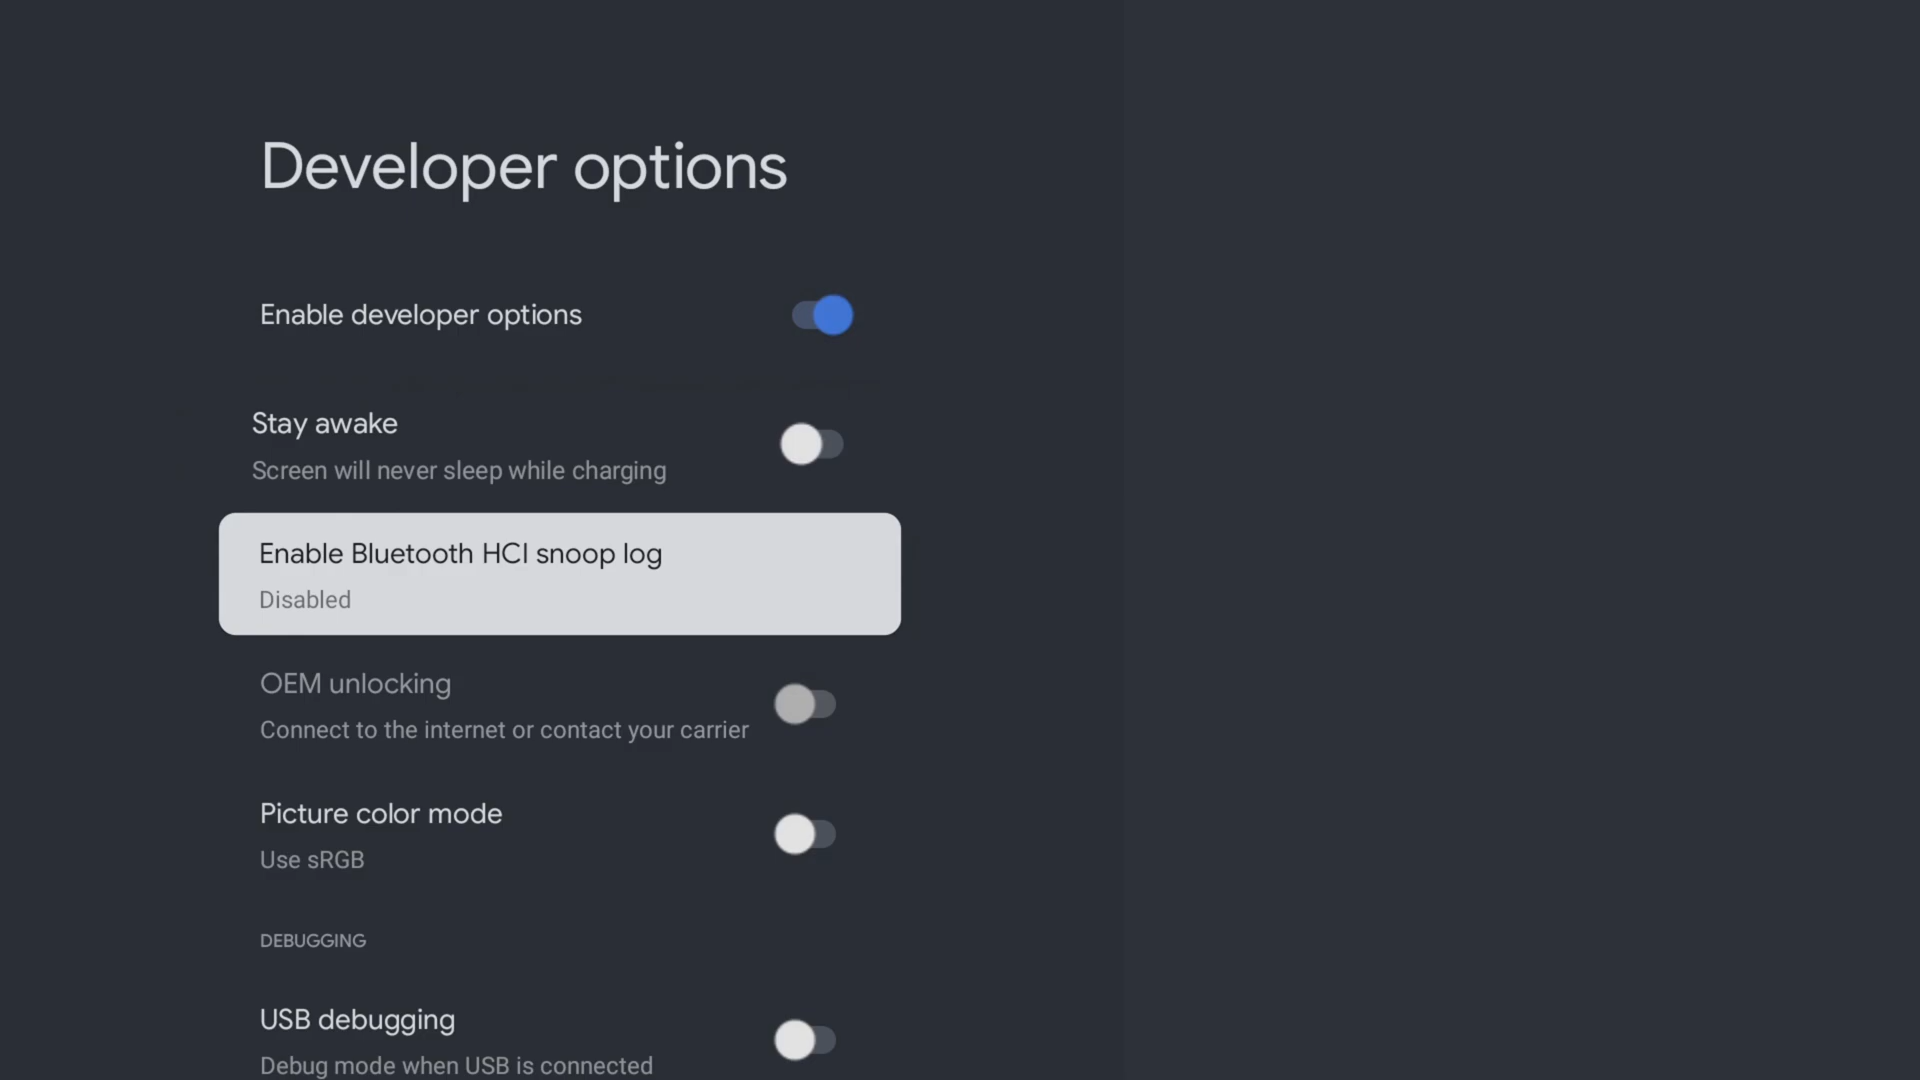 Developer options
Enable developer options
Stay awake
Screen will never sleep while charging
Enable Bluetooth HCI snoop log
Disabled
OEM unlocking
Connect to the internet or contact your carrier
Picture color mode
Use sRGB
DEBUGGING
USB debugging
Debug mode when USB is connected